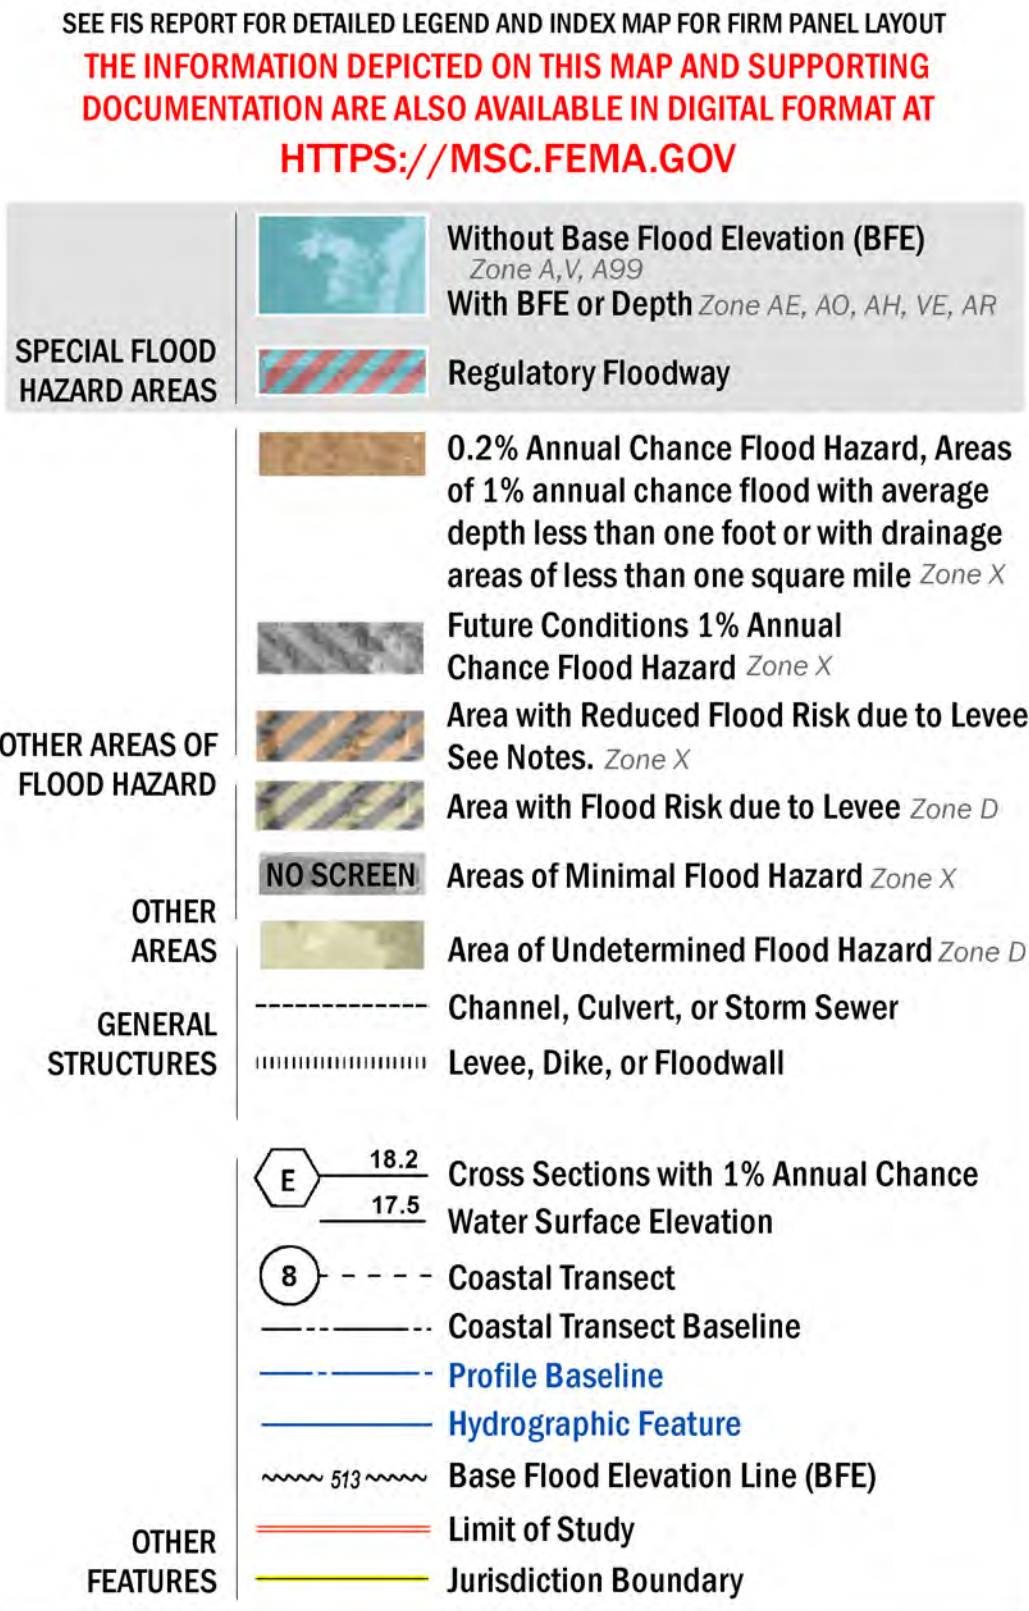 SEE FIS REPORT FOR DETAILED LEGEND AND INDEX MAP FOR FIRM PANEL LAYOUT
THE INFORMATION DEPICTED ON THIS MAP AND SUPPORTING
DOCUMENTATION ARE ALSO AVAILABLE IN DIGITAL FORMAT AT
HTTPS://MSC.FEMA.GOV
SPECIAL FLOOD
HAZARD AREAS
Without Base Flood Elevation (BFE)
Zone A,V, A99
With BFE or Depth Zone AE, AO, AH, VE, AR
Regulatory Floodway
OTHER AREAS OF
FLOOD HAZARD
0.2% Annual Chance Flood Hazard, Areas
of 1% annual chance flood with average
depth less than one foot or with drainage
areas of less than one square mile Zone X
Future Conditions 1% Annual
Chance Flood Hazard Zone X
Area with Reduced Flood Risk due to Levee
See Notes. Zone X
Area with Flood Risk due to Levee Zone D
OTHER
AREAS
NO SCREEN Areas of Minimal Flood Hazard Zone X
Area of Undetermined Flood Hazard Zone D
GENERAL
STRUCTURES
Channel, Culvert, or Storm Sewer
Levee, Dike, or Floodwall
OTHER
FEATURES
E 18.2 Cross Sections with 1% Annual Chance
17.5 Water Surface Elevation
8 Coastal Transect
Coastal Transect Baseline
Profile Baseline
Hydrographic Feature
513 Base Flood Elevation Line (BFE)
Limit of Study
Jurisdiction Boundary